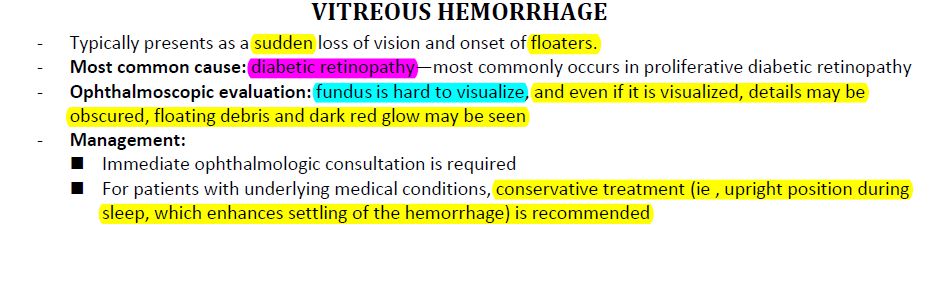 VITREOUS HEMORRHAGE
- Typically presents as a sudden loss of vision and onset of floaters.
- Most common cause: diabetic retinopathy—most commonly occurs in proliferative diabetic retinopathy
- Ophthalmoscopic evaluation: fundus is hard to visualize, and even if it is visualized, details may be
obscured, floating debris and dark red glow may be seen
- Management:
■ Immediate ophthalmologic consultation is required
■ For patients with underlying medical conditions, conservative treatment (ie , upright position during
sleep, which enhances settling of the hemorrhage) is recommended